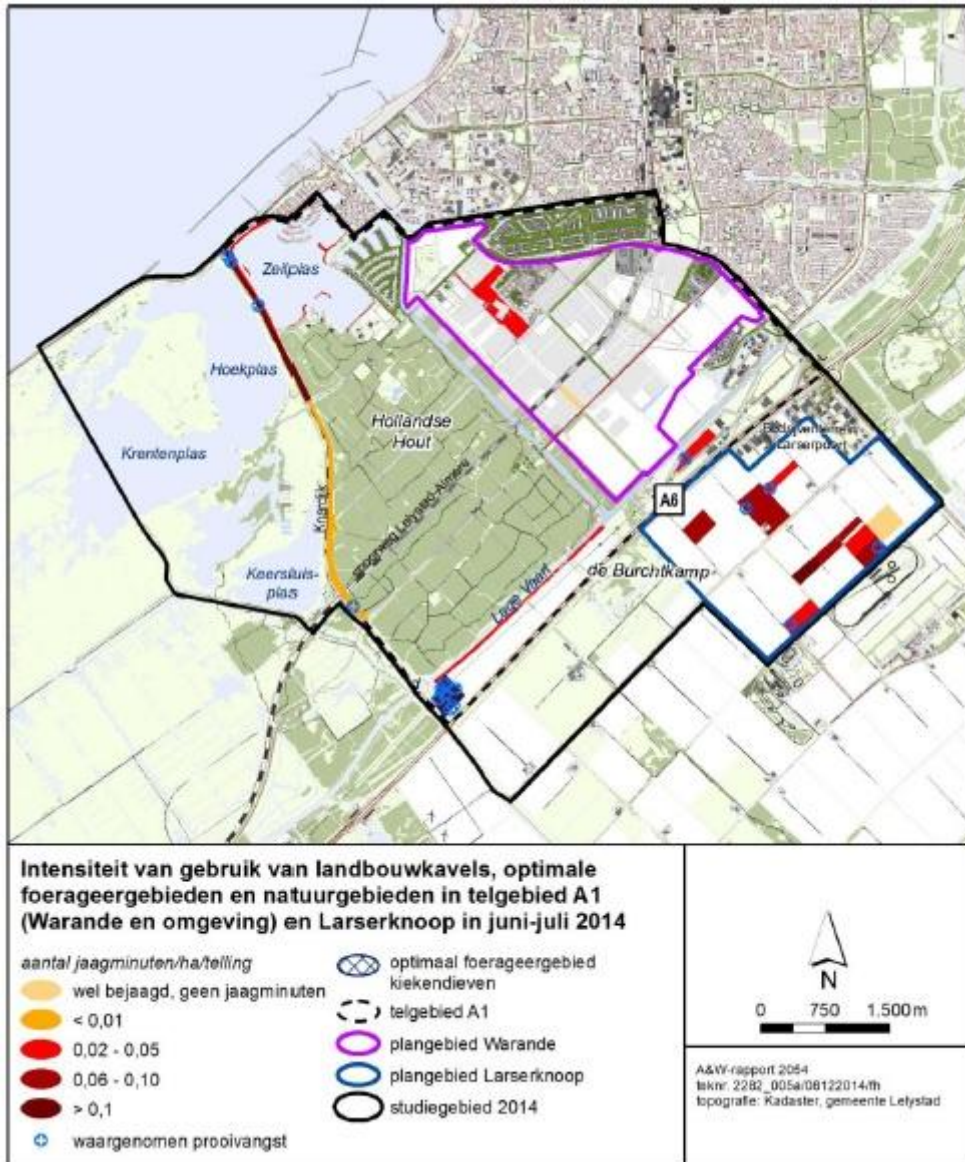 Zeilplas
Hoekplas
Hollandse
Hout
Krentenplas
Knardijk
spoorweg Lelystad-Almere
Bedrijventerrein
Larserpoort
A6
Keersluis-
plas
Lage Vaart
de Burchtkamp
Intensiteit van gebruik van landbouwkavels, optimale
foerageergebieden en natuurgebieden in telgebied A1
(Warande en omgeving) en Larserknoop in juni-juli 2014
aantal jaagminuten/ha/telling
wel bejaagd, geen jaagminuten
< 0,01
0,02 - 0,05
0,06 - 0,10
> 0,1
waargenomen prooivangst
optimaal foerageergebied
kiekendieven
telgebied A1
plangebied Warande
plangebied Larserknoop
studiegebied 2014
N
0 750 1.500 m
A&W-rapport 2054
teknr. 2282_005a/08122014/fh
topografie: Kadaster, gemeente Lelystad